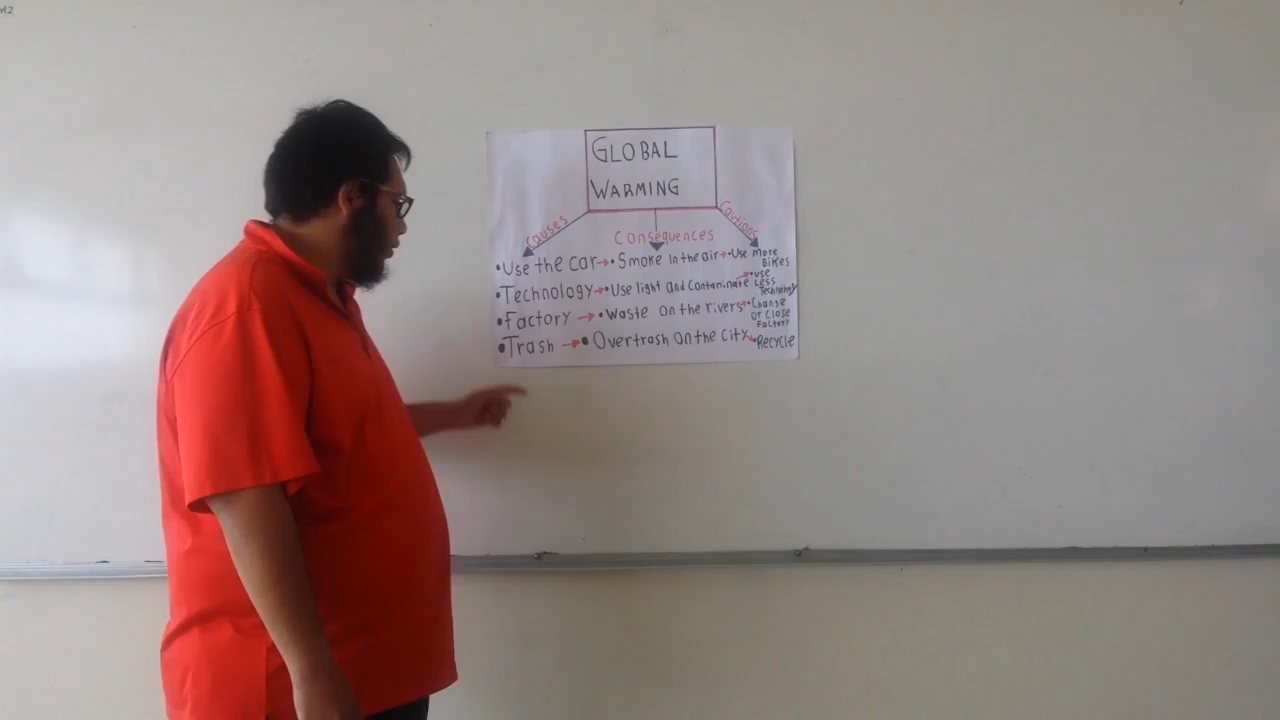 GLOBAL
WARMING
Causes
Consequences
Cautions
•Use the car→•Smoke In the air→•Use More
Bikes
•Technology→•Use light and Contaminate→•use
Less
Technology
•Factory→•Waste on the rivers→•Change
or close
Factory
•Trash→•Overtrash on the city→•Recycle